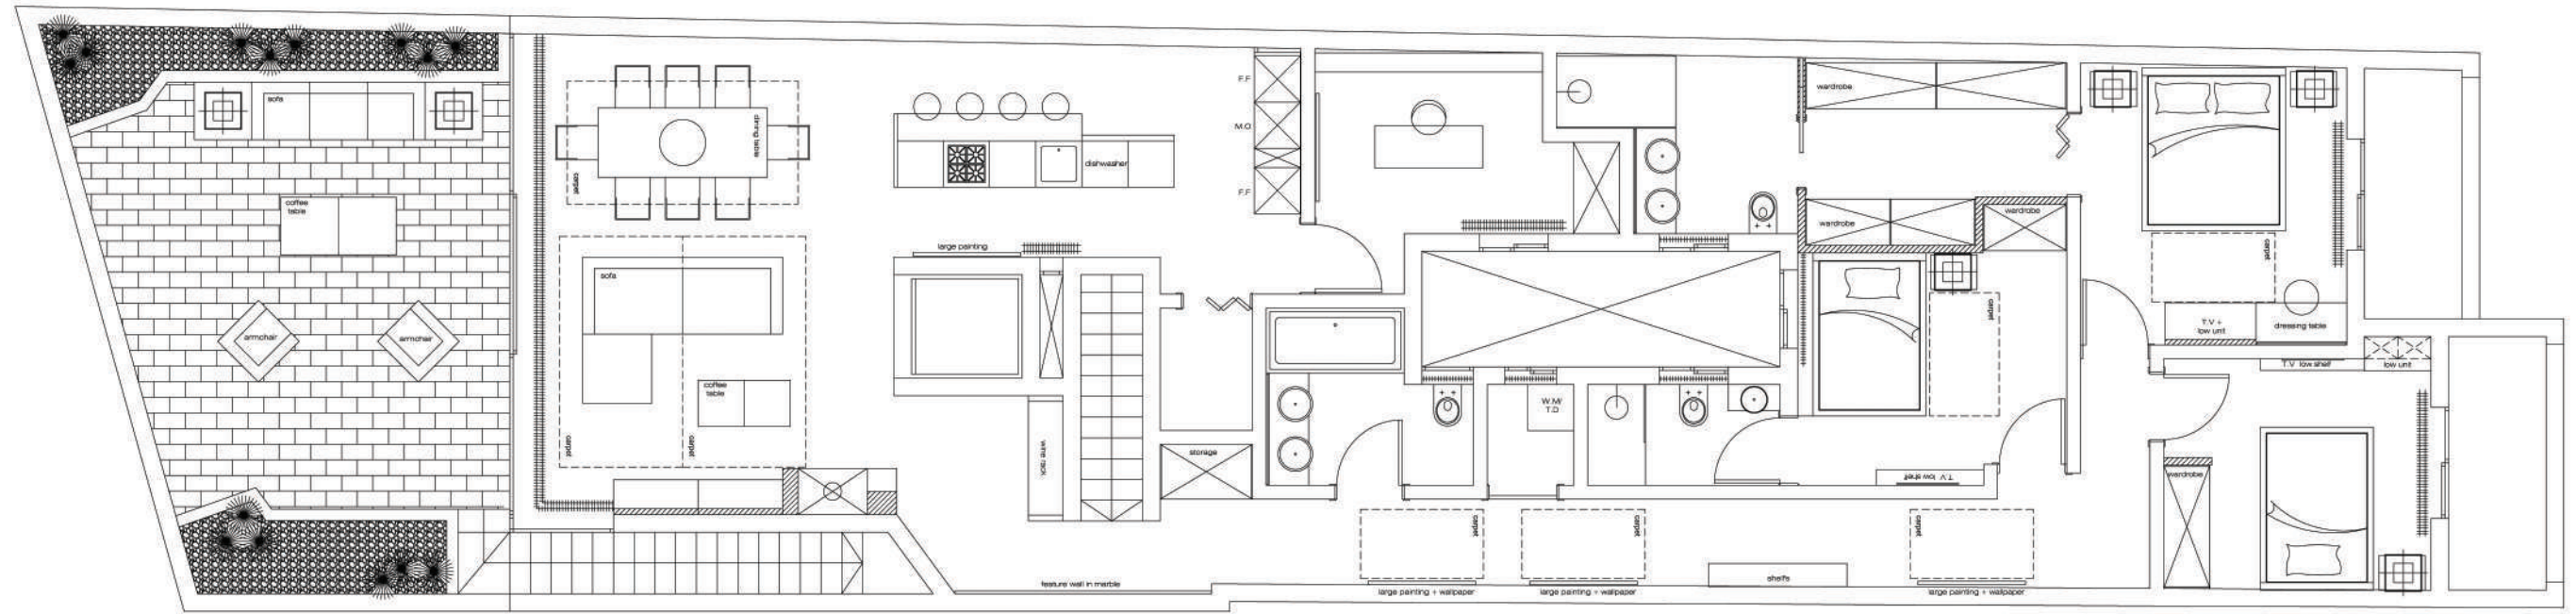 sofa
coffee
table
armchair
armchair
dining table
carpet
sofa
coffee
table
carpet
carpet
dishwasher
large painting
wine rack
F.F
M.O
F.F
storage
feature wall in marble
W.M/
T.D
carpet
carpet
carpet
large painting + wallpaper
large painting + wallpaper
shelfs
large painting + wallpaper
wardrobe
wardrobe
wardrobe
carpet
T.V low shelf
carpet
T.V +
low unit
dressing table
T.V low shelf
low unit
wardrobe